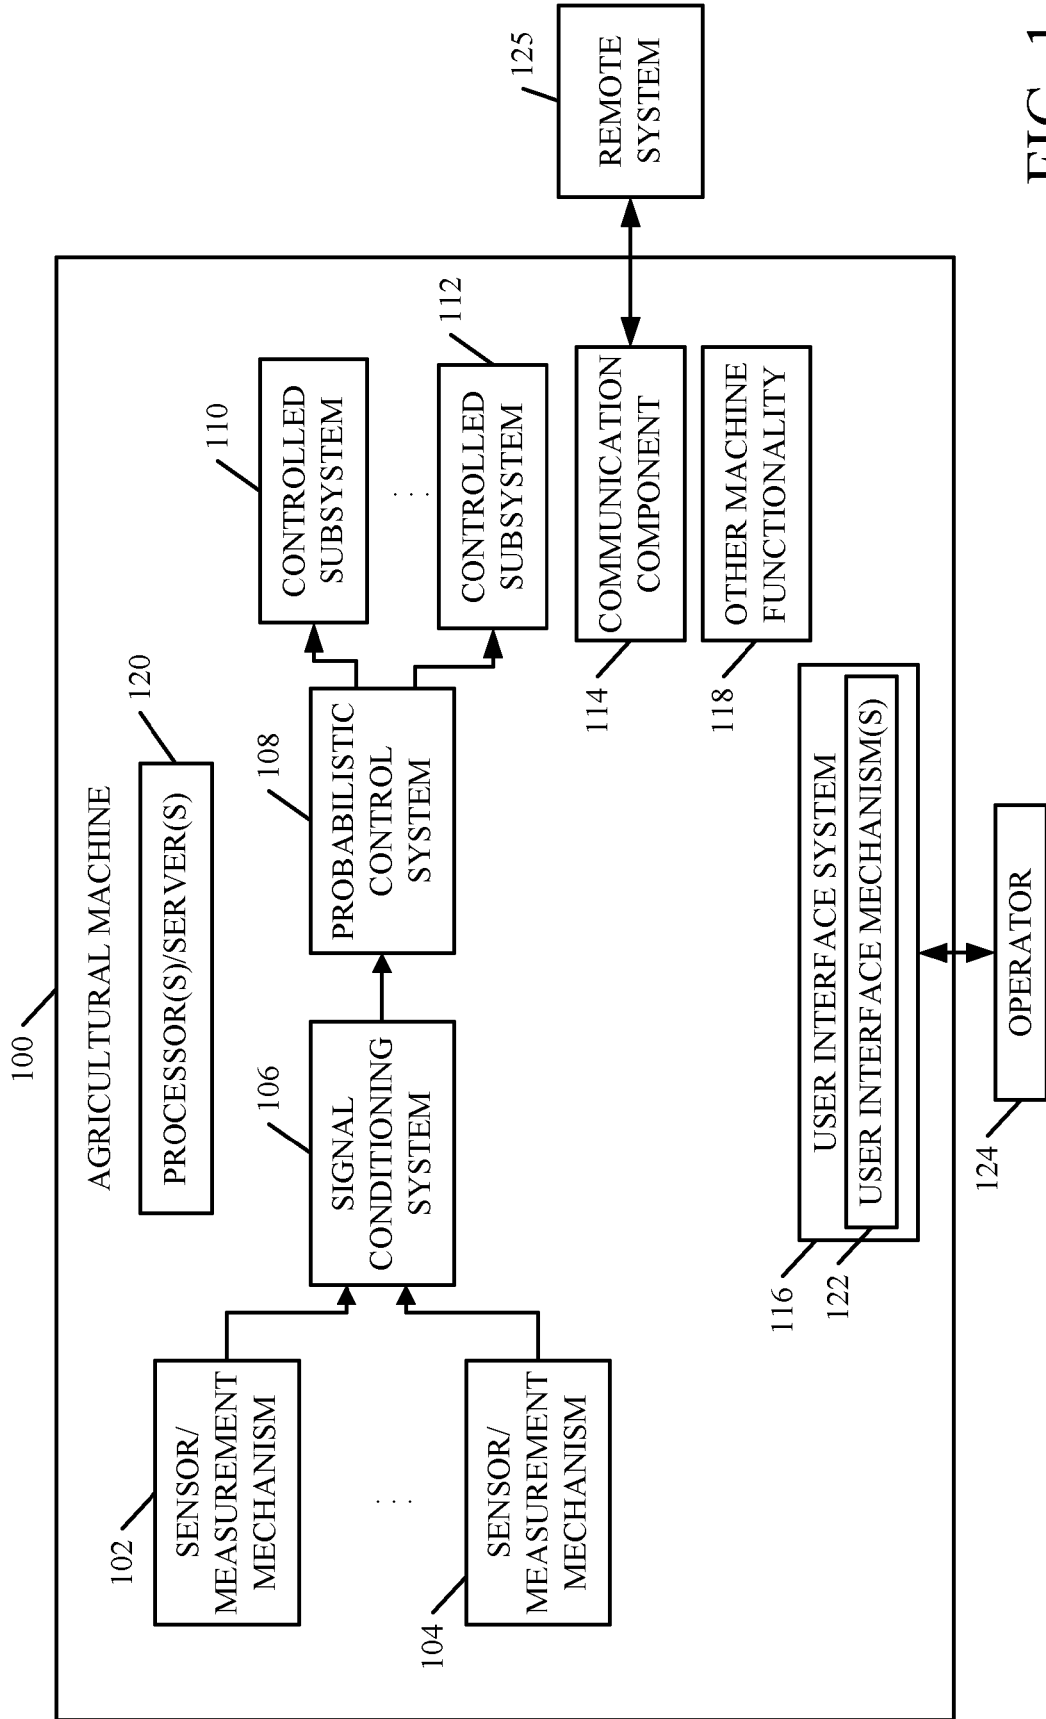 100
AGRICULTURAL MACHINE
120
PROCESSOR(S)/SERVER(S)
102
SENSOR/
MEASUREMENT
MECHANISM
. . .
104
SENSOR/
MEASUREMENT
MECHANISM
106
SIGNAL
CONDITIONING
SYSTEM
108
PROBABILISTIC
CONTROL
SYSTEM
110
CONTROLLED
SUBSYSTEM
. . .
112
CONTROLLED
SUBSYSTEM
114
COMMUNICATION
COMPONENT
118
OTHER MACHINE
FUNCTIONALITY
125
REMOTE
SYSTEM
116
USER INTERFACE SYSTEM
122
USER INTERFACE MECHANISM(S)
124
OPERATOR
FIG. 1